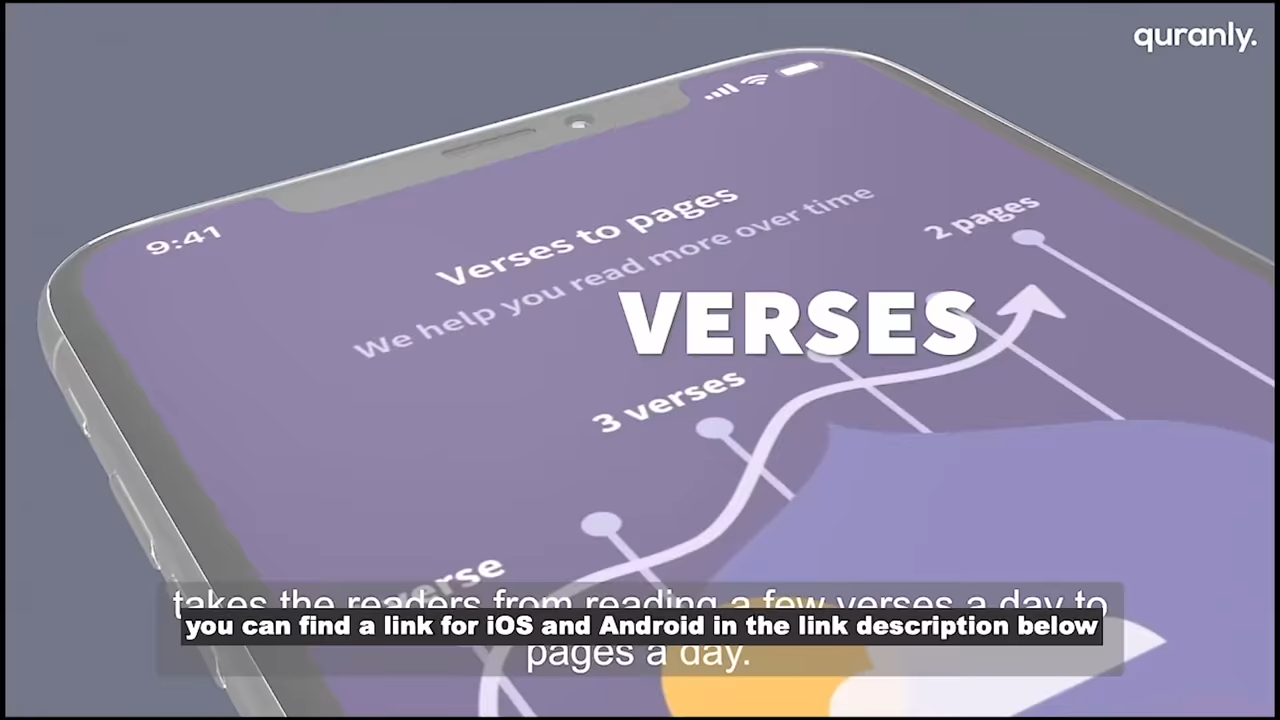 quranly.
9:41
Verses to pages
We help you read more over time
2 pages
VERSES
3 verses
verse
takes the readers from reading a few verses a day to
you can find a link for iOS and Android in the link description below
pages a day.